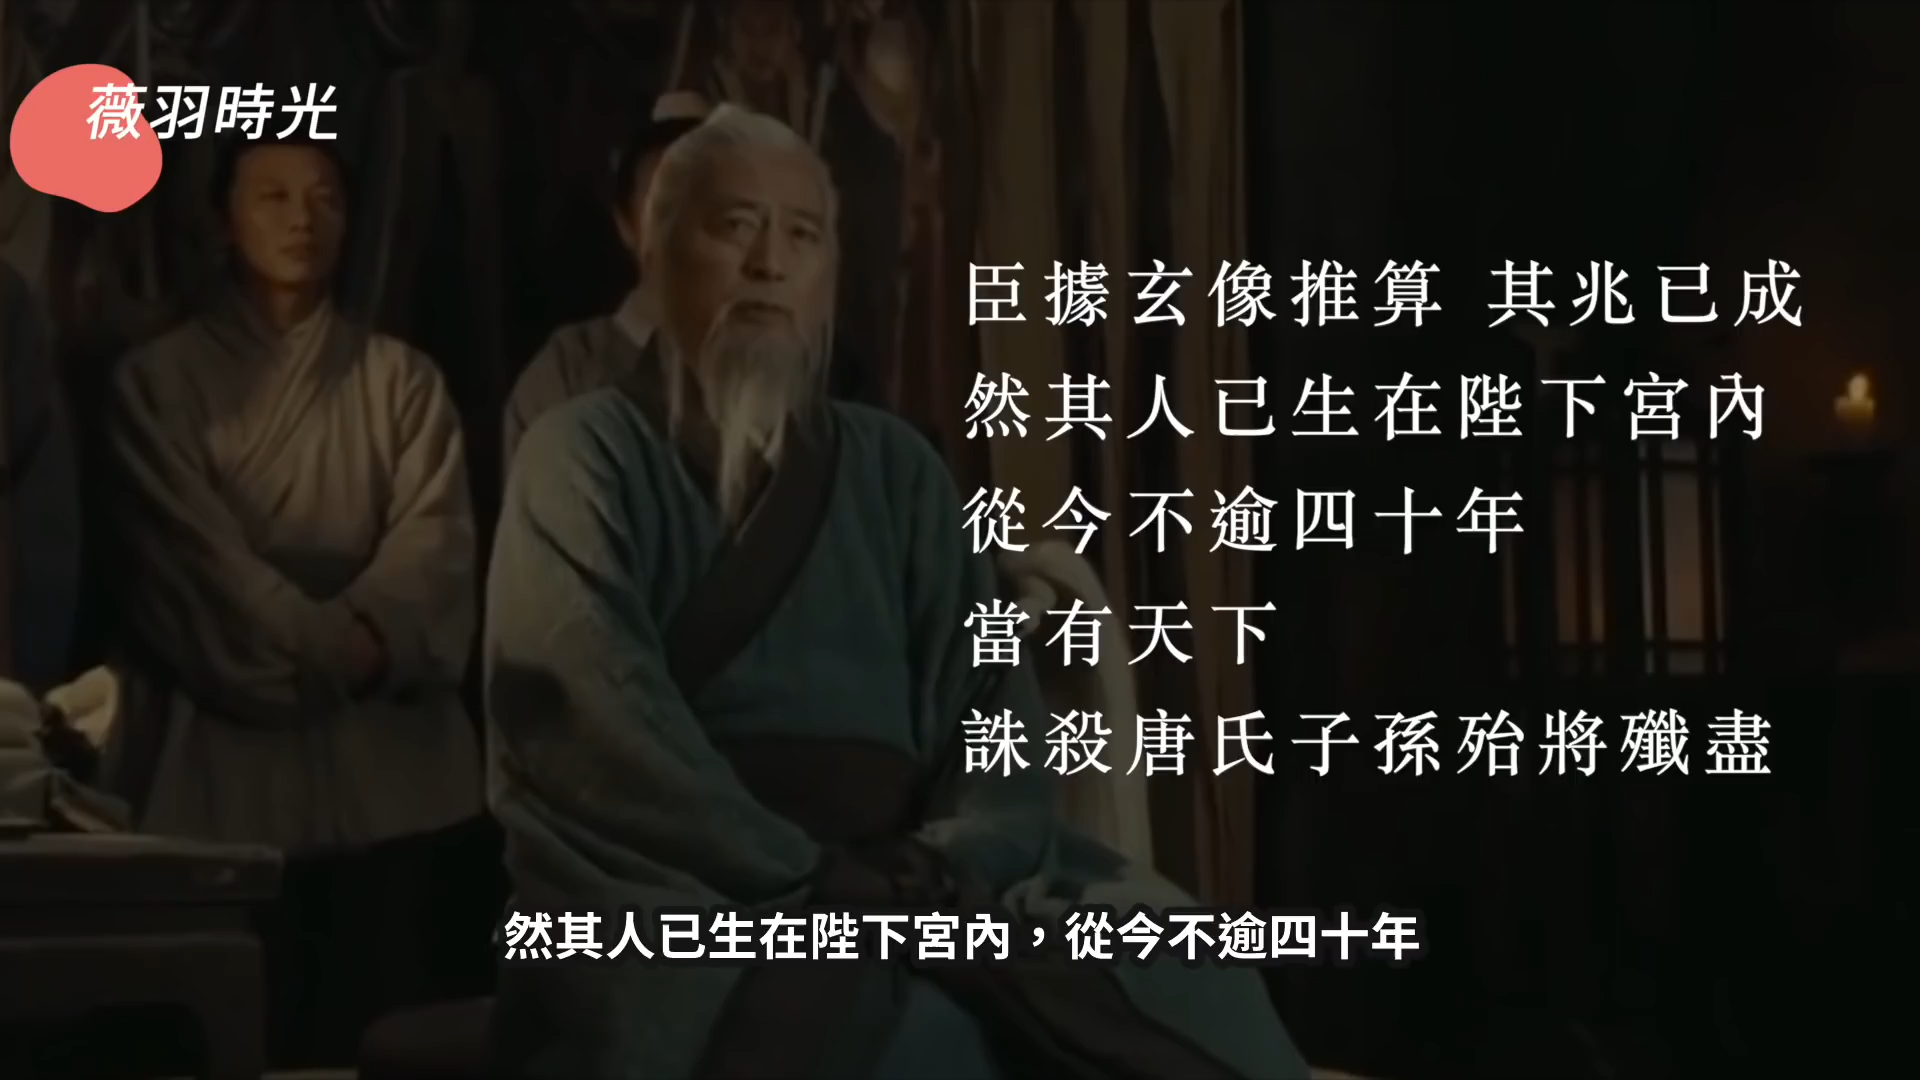 薇羽時光
臣據玄像推算 其兆已成
然其人已生在陛下宮內
從今不逾四十年
當有天下
誅殺唐氏子孫殆將殲盡
然其人已生在陛下宮內，從今不逾四十年